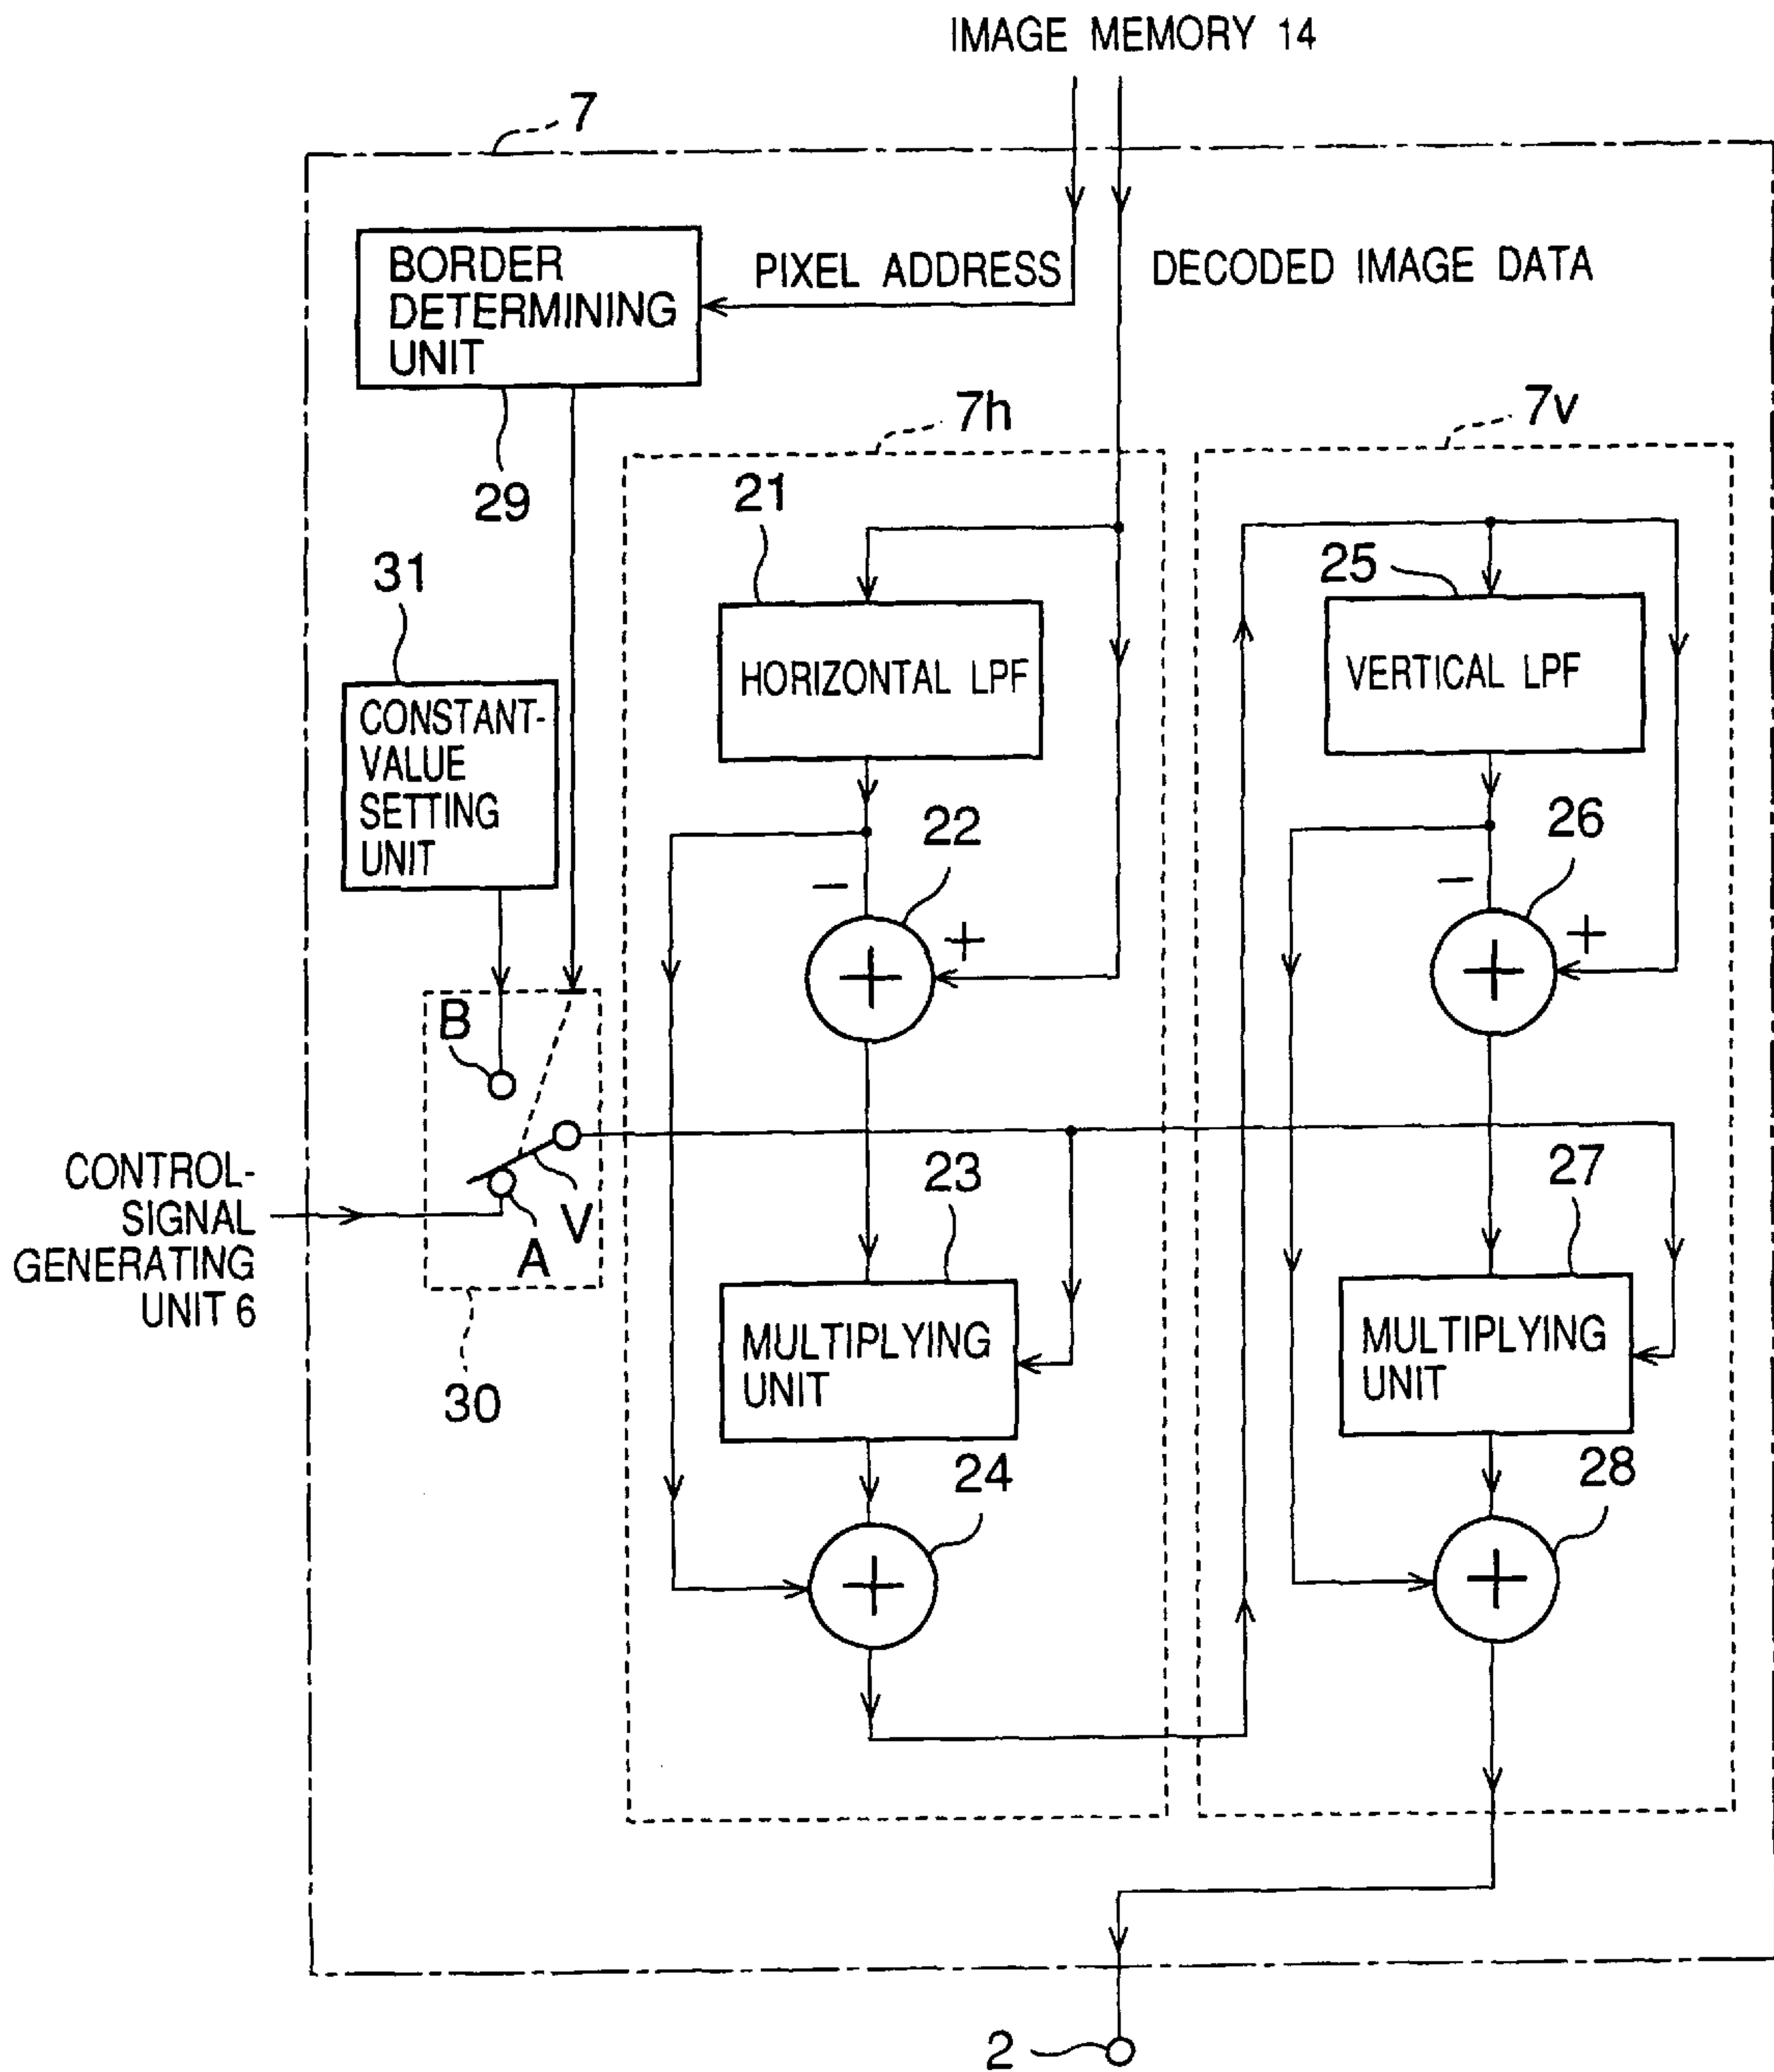 IMAGE MEMORY 14
7
BORDER
DETERMINING
UNIT
PIXEL ADDRESS
DECODED IMAGE DATA
29
7h
7v
21
25
31
HORIZONTAL LPF
VERTICAL LPF
CONSTANT-
VALUE
SETTING
UNIT
22
26
−
+
+
−
+
+
B
V
A
CONTROL-
SIGNAL
GENERATING
UNIT 6
30
23
27
MULTIPLYING
UNIT
MULTIPLYING
UNIT
24
28
+
+
2